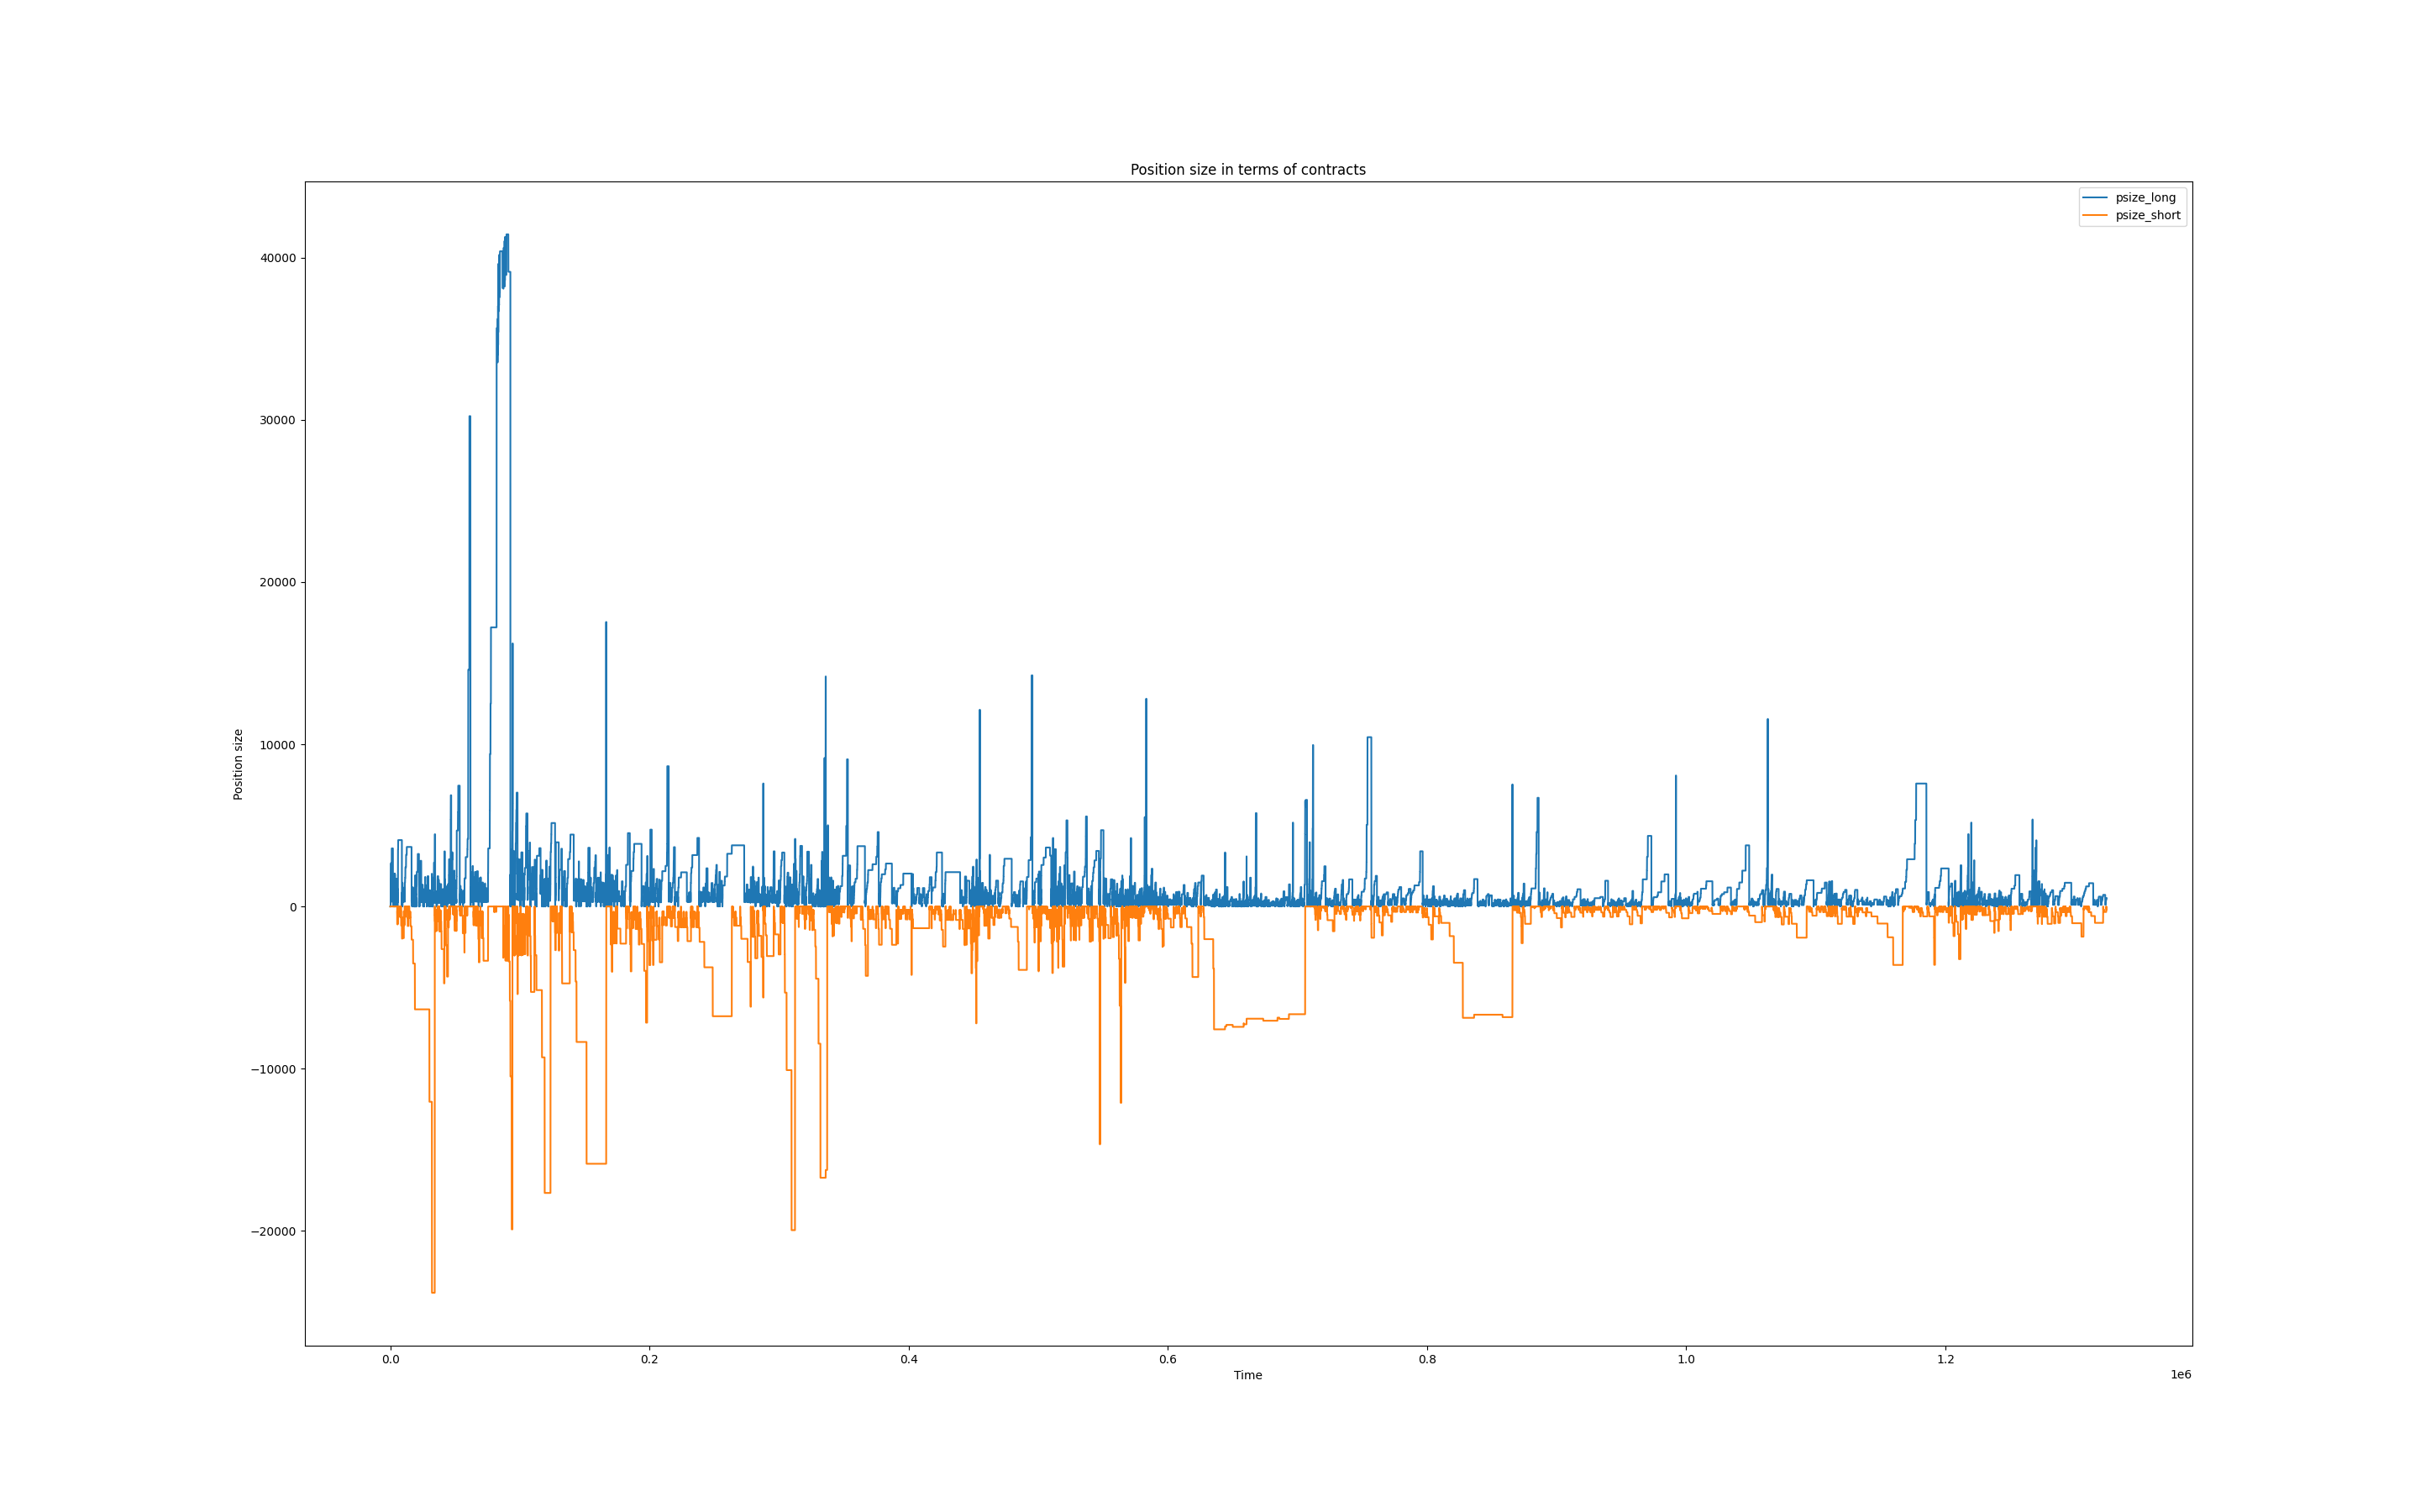 Position size in terms of contracts
psize_long
psize_short
Position size
40000
30000
20000
10000
0
−10000
−20000
0.0 0.2 0.4 0.6 0.8 1.0 1.2
Time
1e6